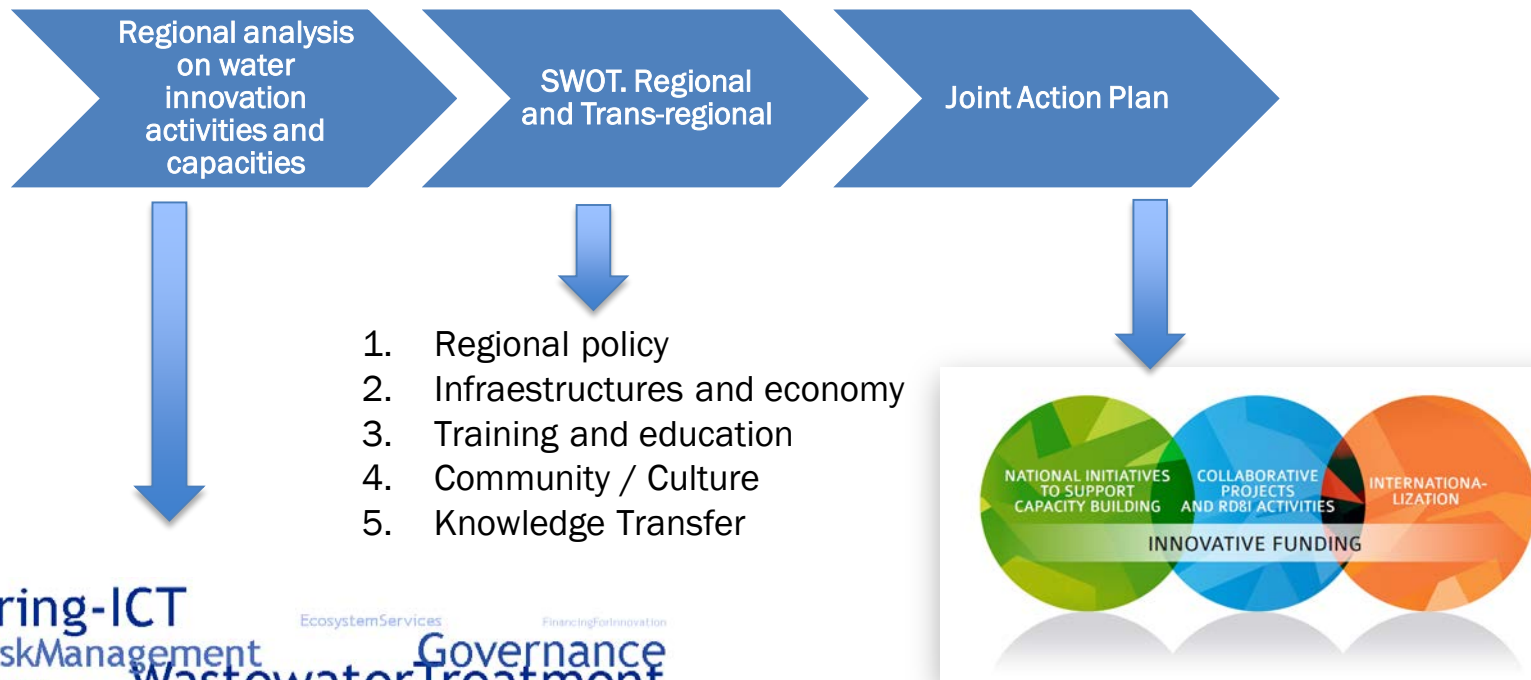 Regional analysis
on water
innovation
activities and
capacities
SWOT. Regional
and Trans-regional
Joint Action Plan
1. Regional policy
2. Infraestructures and economy
3. Training and education
4. Community / Culture
5. Knowledge Transfer
NATIONAL INITIATIVES
TO SUPPORT
CAPACITY BUILDING
COLLABORATIVE
PROJECTS
AND RD&I ACTIVITIES
INTERNATIONA-
LIZATION
INNOVATIVE FUNDING
ring-ICT
EcosystemServices
FinancingForInnovation
skManagement
Governance
WastewaterTreatment